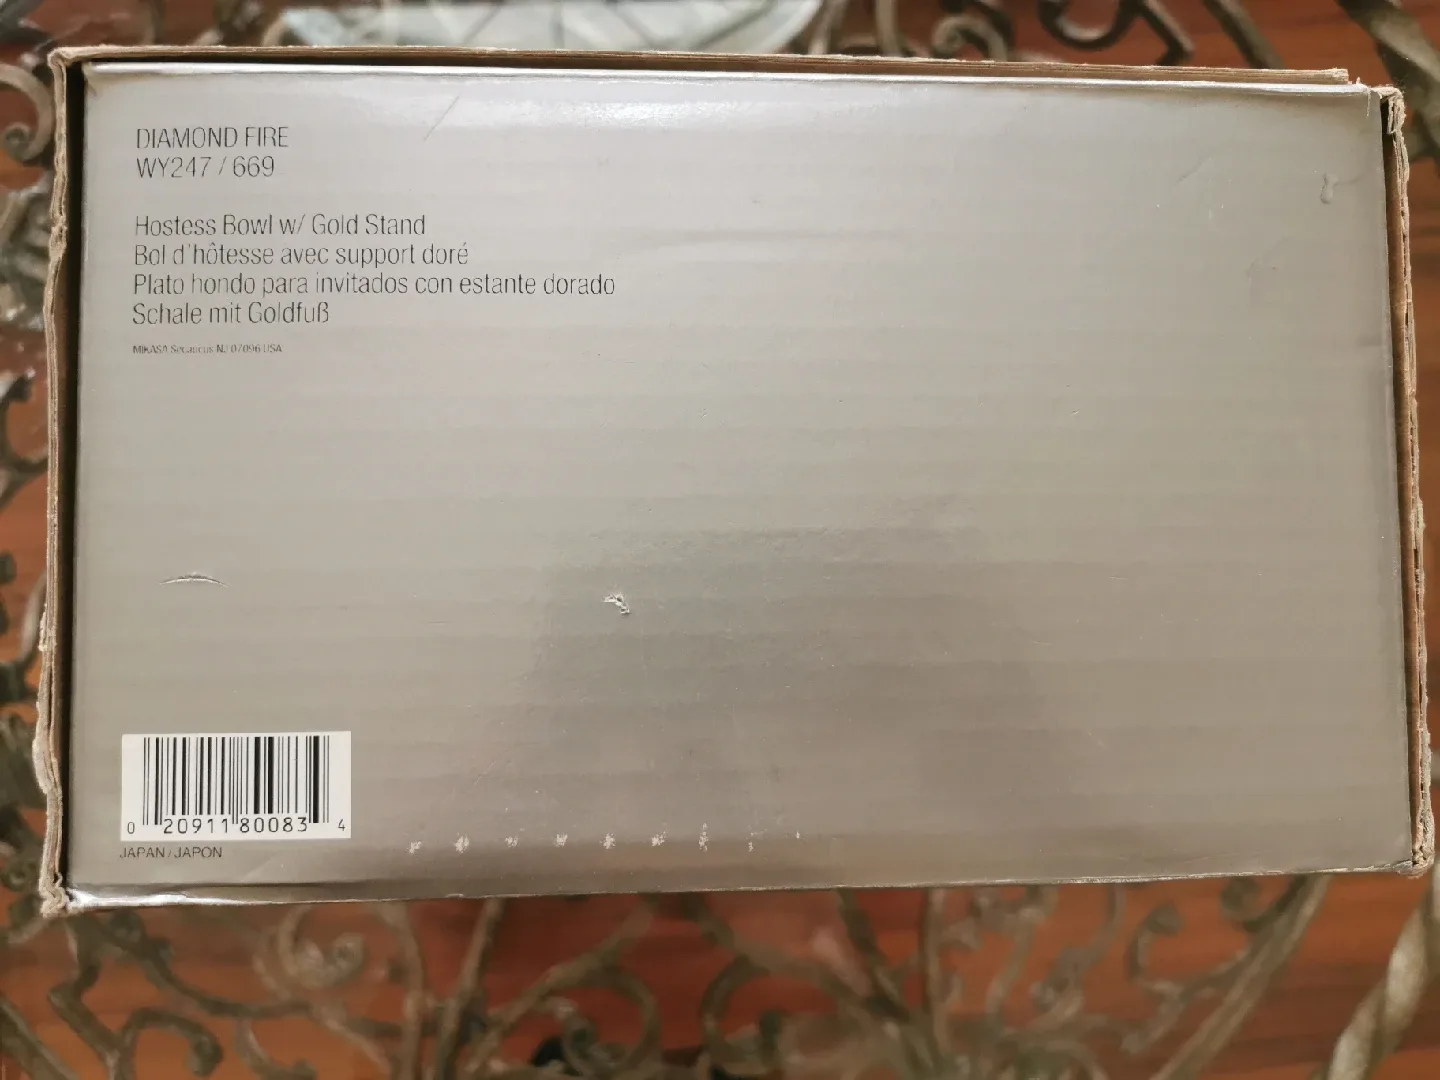 DIAMOND FIRE
WY247 / 669
Hostess Bowl w/ Gold Stand
Bol d'hôtesse avec support doré
Plato hondo para invitados con estante dorado
Schale mit Goldfuß
MIKASA Secaucus NJ 07096 USA
0 20911 80083 4
JAPAN / JAPON